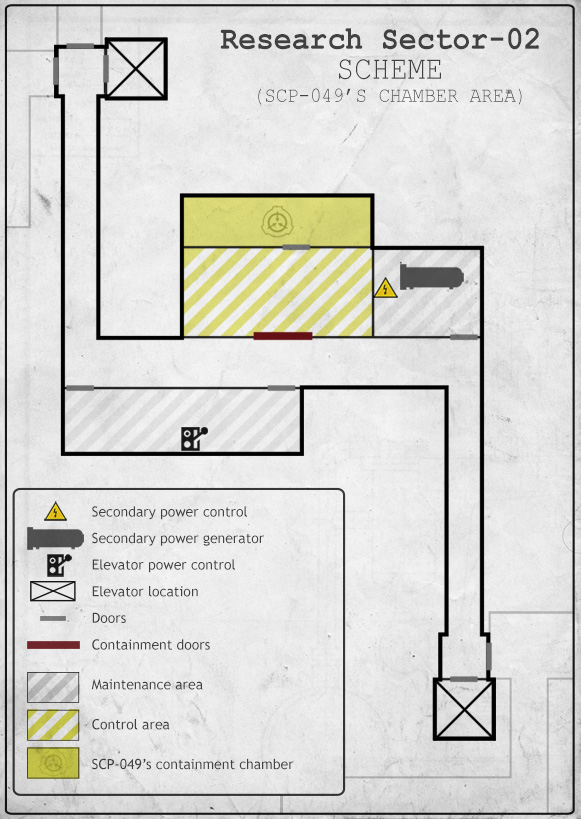 Research Sector-02
SCHEME
(SCP-049'S CHAMBER AREA)
Secondary power control
Secondary power generator
Elevator power control
Elevator location
Doors
Containment doors
Maintenance area
Control area
SCP-049's containment chamber